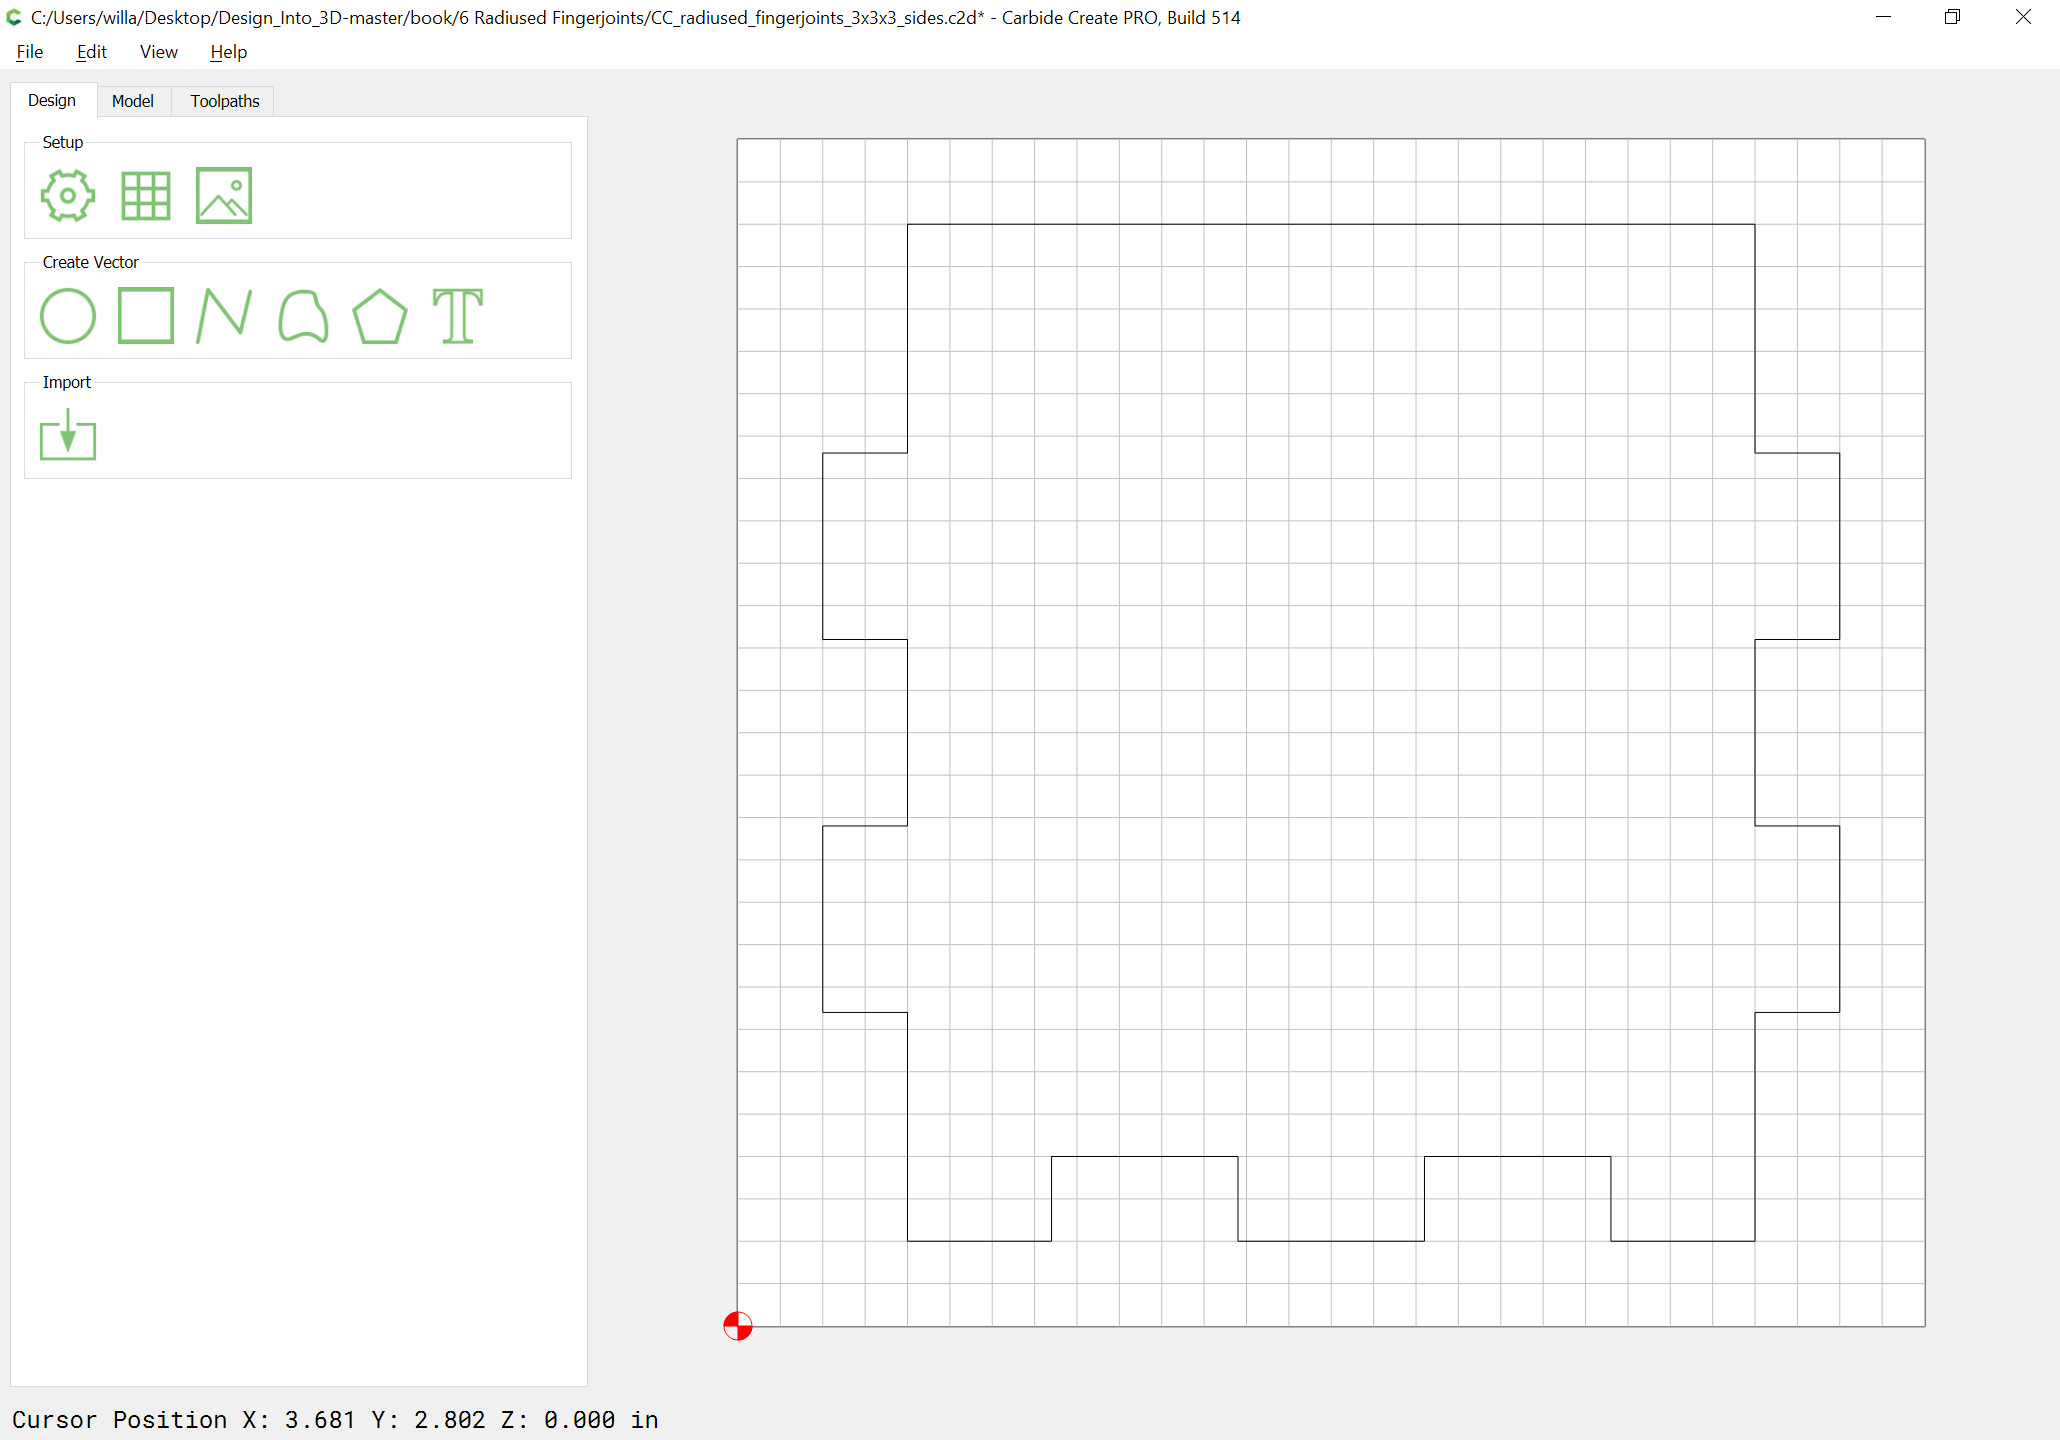 C:/Users/willa/Desktop/Design_Into_3D-master/book/6 Radiused Fingerjoints/CC_radiused_fingerjoints_3x3x3_sides.c2d* - Carbide Create PRO, Build 514
File Edit View Help
Design Model Toolpaths
Setup
Create Vector
T
Import
Cursor Position X: 3.681 Y: 2.802 Z: 0.000 in